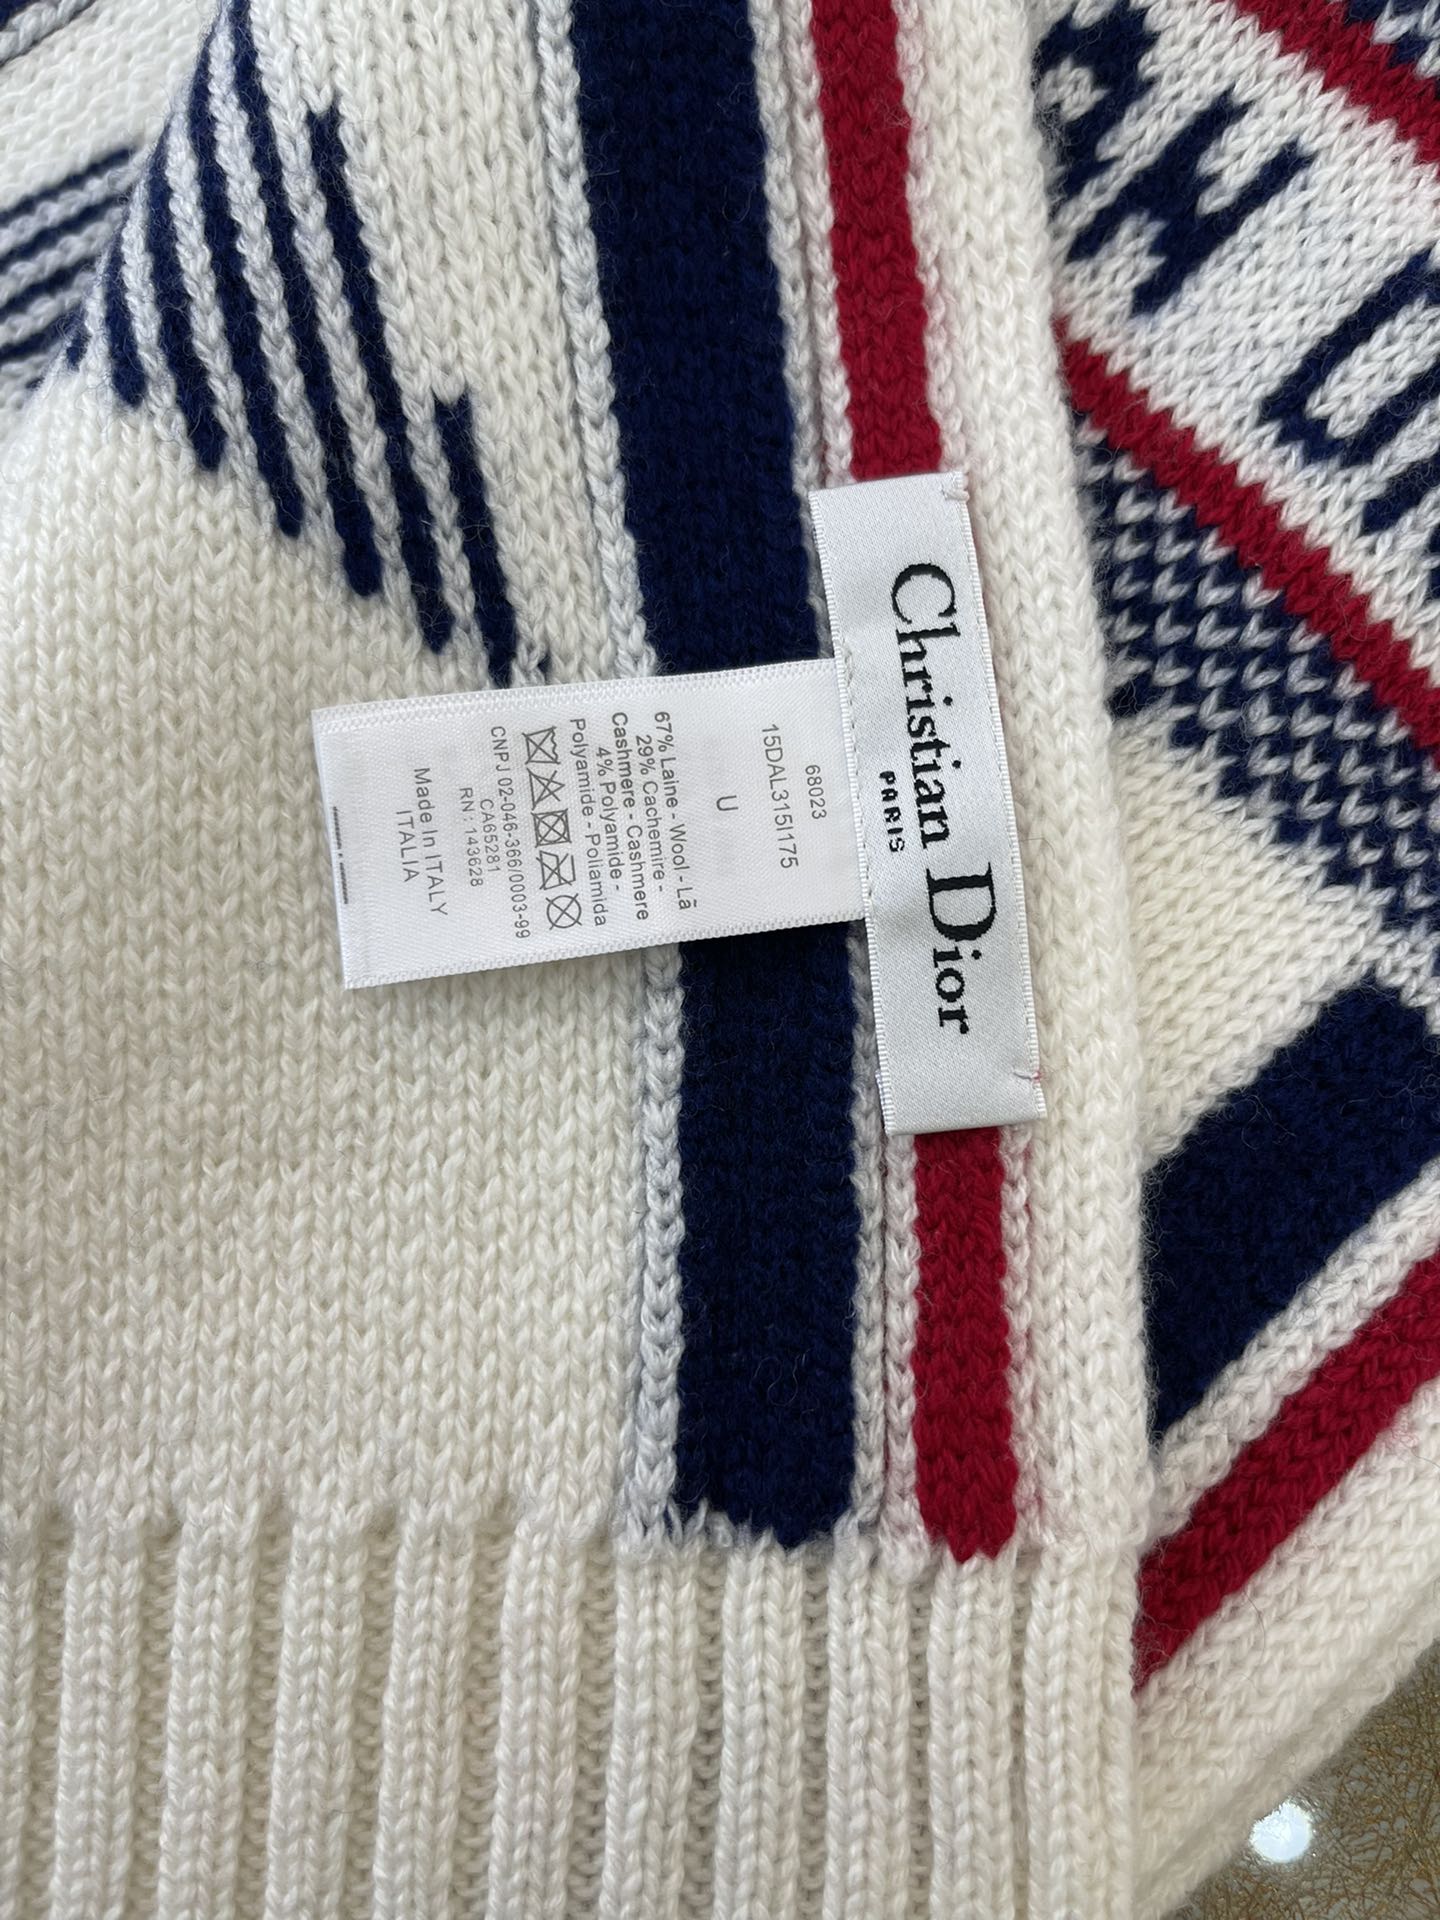 Christian Dior
PARIS
68023
15DAL315I175
U
67% Laine - Wool - Lã
29% Cachemire -
Cashmere - Cashmere
4% Polyamide -
Polyamide - Poliamida
CNPJ 02-046-366/0003-99
CA65281
RN : 143628
Made In ITALY
ITALIA